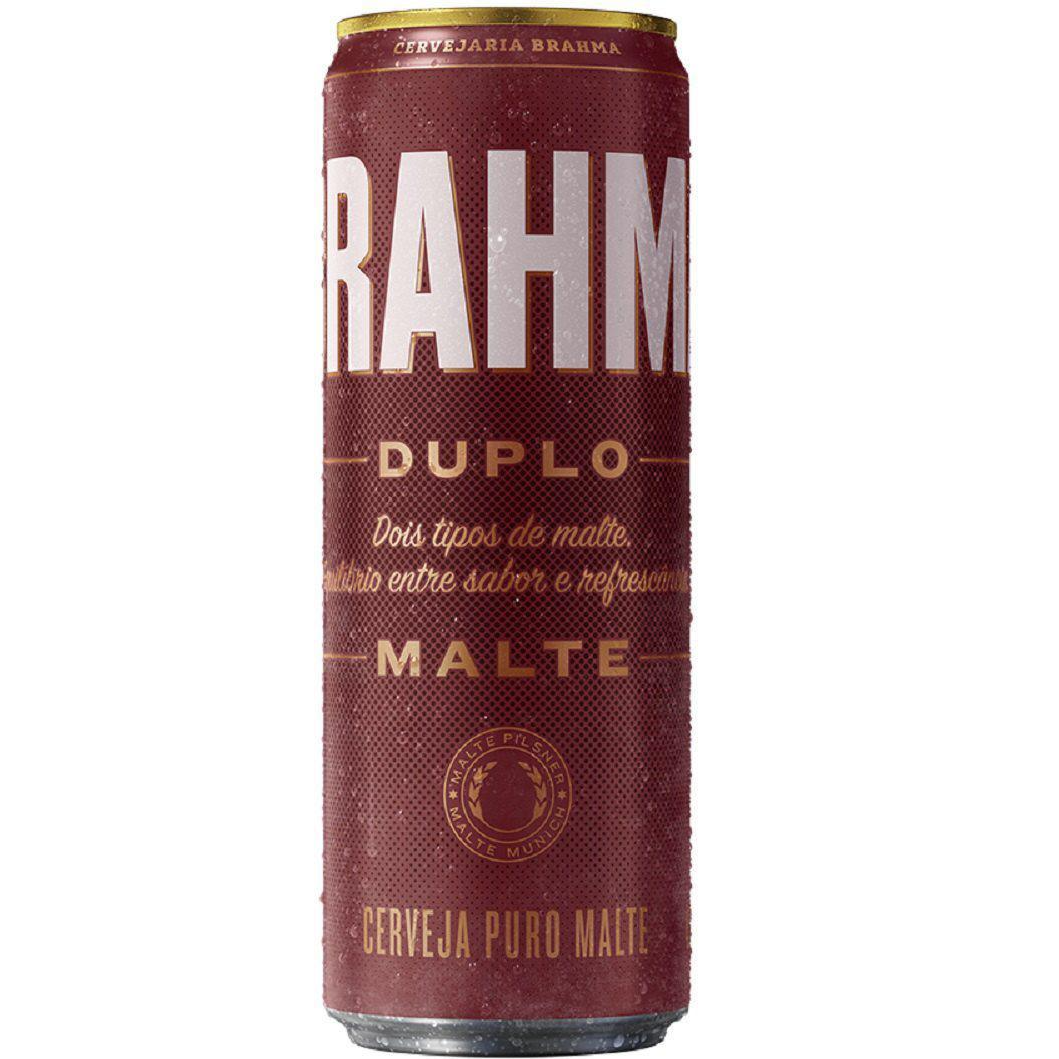 CERVEJARIA BRAHMA
RAHM
DUPLO
Dois tipos de malte.
entre sabor e
MALTE
MALTE PILSNER
MALTE MUNICH
CERVEJA PURO MALTE